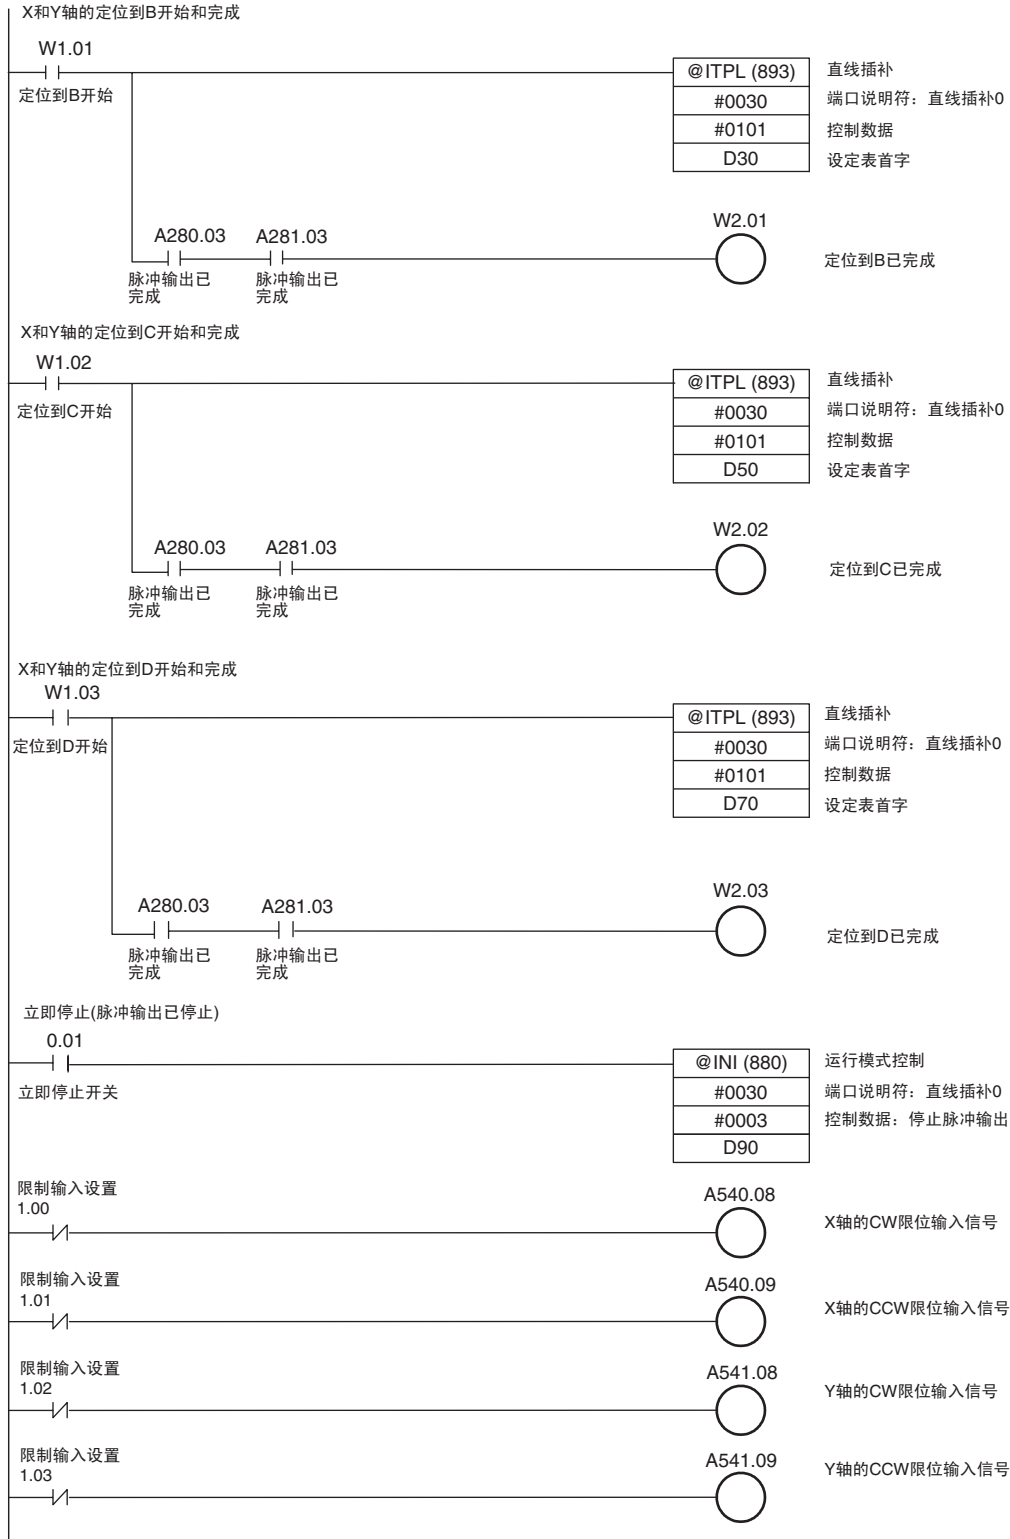 X和Y轴的定位到B开始和完成
W1.01
定位到B开始
@ITPL (893) 直线插补
#0030 端口说明符：直线插补0
#0101 控制数据
D30 设定表首字
W2.01
A280.03 A281.03
定位到B已完成
脉冲输出已 脉冲输出已
完成 完成
X和Y轴的定位到C开始和完成
W1.02
定位到C开始
@ITPL (893) 直线插补
#0030 端口说明符：直线插补0
#0101 控制数据
D50 设定表首字
W2.02
A280.03 A281.03
定位到C已完成
脉冲输出已 脉冲输出已
完成 完成
X和Y轴的定位到D开始和完成
W1.03
定位到D开始
@ITPL (893) 直线插补
#0030 端口说明符：直线插补0
#0101 控制数据
D70 设定表首字
W2.03
A280.03 A281.03
定位到D已完成
脉冲输出已 脉冲输出已
完成 完成
立即停止(脉冲输出已停止)
0.01
立即停止开关
@INI (880) 运行模式控制
#0030 端口说明符：直线插补0
#0003 控制数据：停止脉冲输出
D90
限制输入设置
1.00
A540.08
X轴的CW限位输入信号
限制输入设置
1.01
A540.09
X轴的CCW限位输入信号
限制输入设置
1.02
A541.08
Y轴的CW限位输入信号
限制输入设置
1.03
A541.09
Y轴的CCW限位输入信号